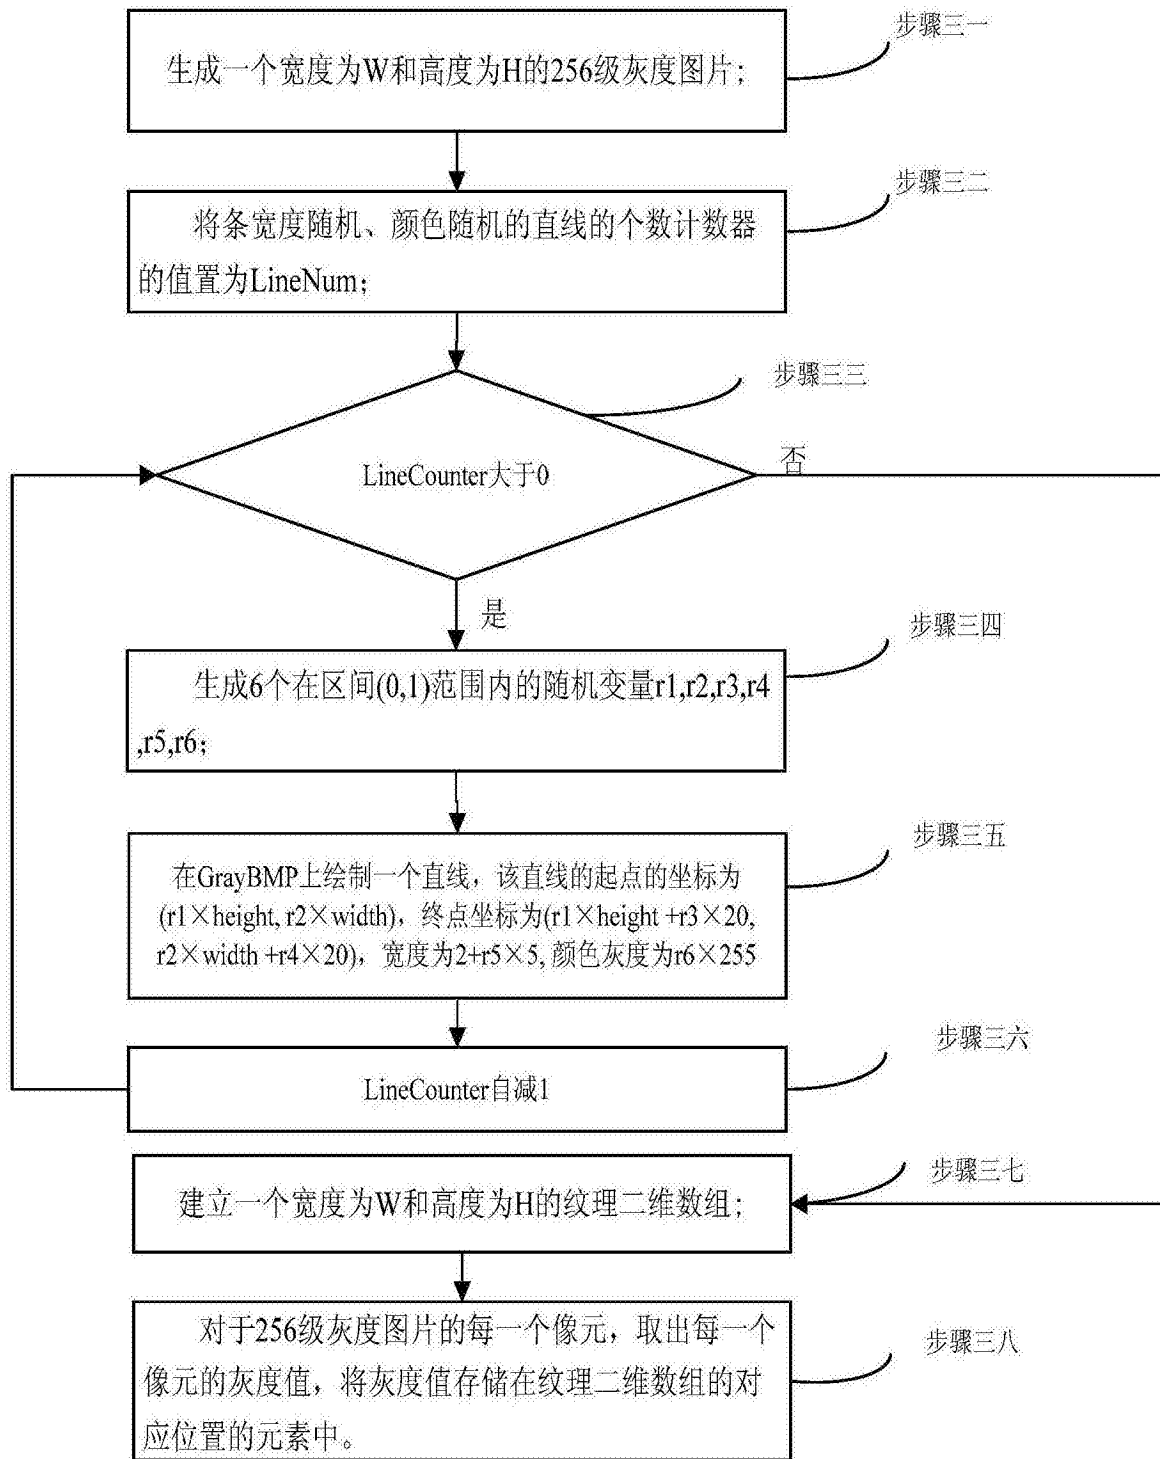 步骤三一
生成一个宽度为W和高度为H的256级灰度图片;
步骤三二
将条宽度随机、颜色随机的直线的个数计数器
的值置为LineNum;
步骤三三
LineCounter大于0
否
是
步骤三四
生成6个在区间(0,1)范围内的随机变量r1,r2,r3,r4
,r5,r6;
步骤三五
在GrayBMP上绘制一个直线，该直线的起点的坐标为
(r1×height, r2×width)，终点坐标为(r1×height +r3×20,
r2×width +r4×20)，宽度为2+r5×5, 颜色灰度为r6×255
步骤三六
LineCounter自减1
步骤三七
建立一个宽度为W和高度为H的纹理二维数组;
步骤三八
对于256级灰度图片的每一个像元，取出每一个
像元的灰度值，将灰度值存储在纹理二维数组的对
应位置的元素中。